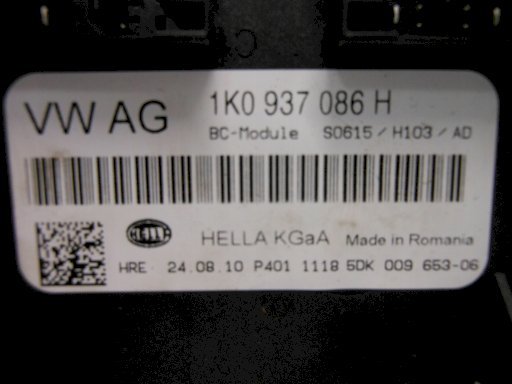 VW AG 1K0 937 086 H
BC-Module S0615 / H103 / AD
HELLA
HELLA KGaA Made in Romania
HRE 24.08.10 P401 1118 5DK 009 653-06